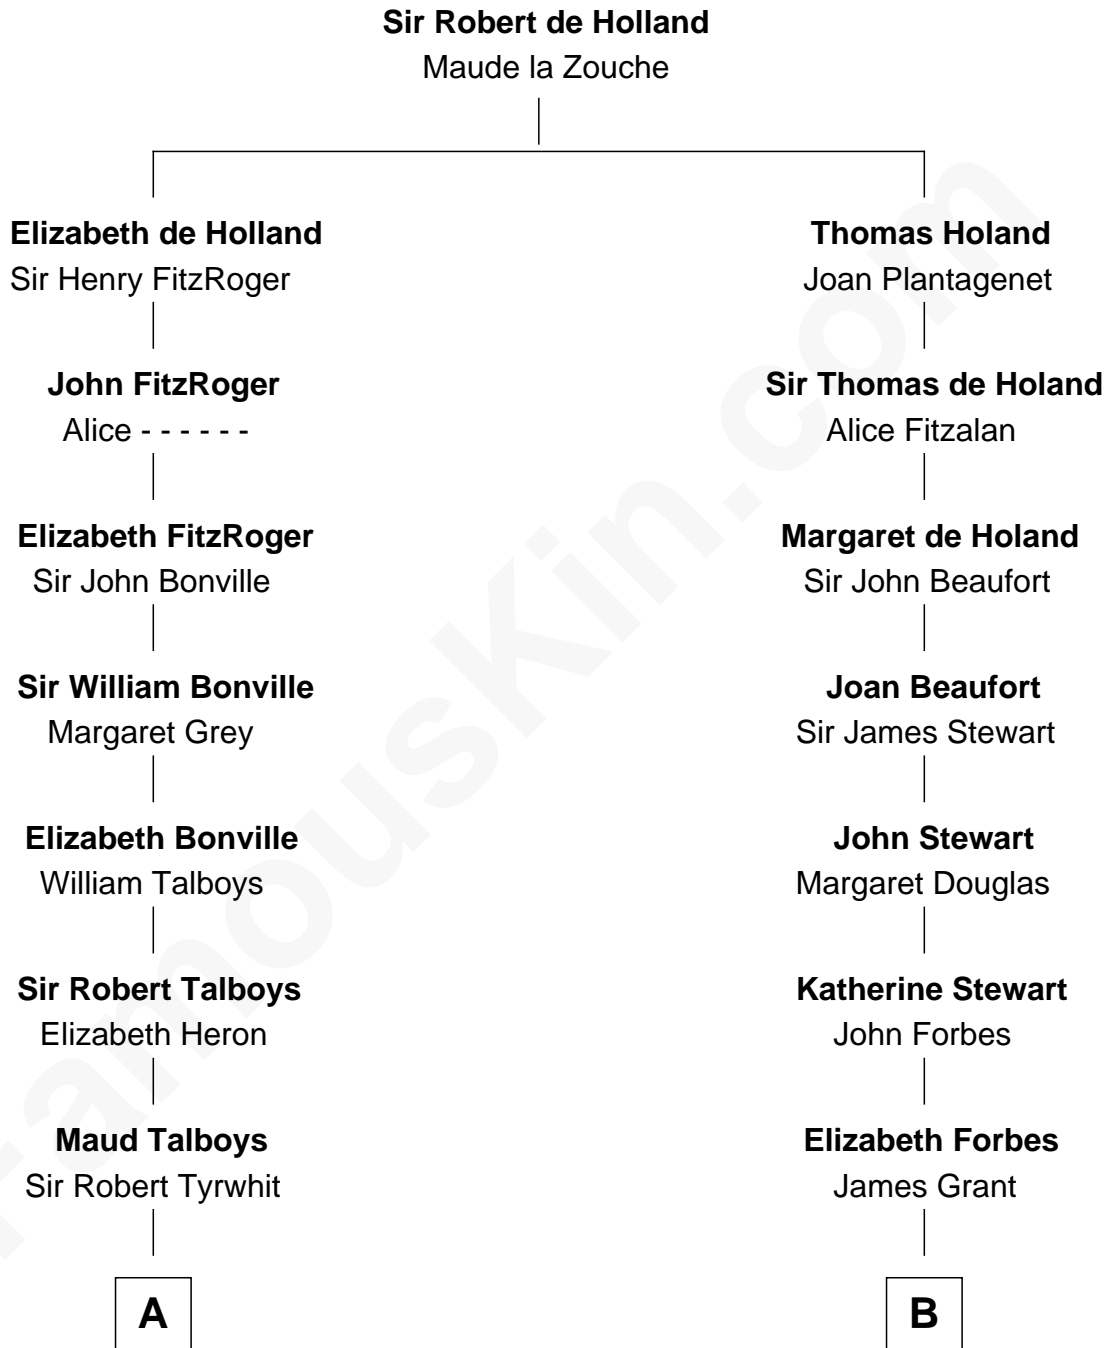 Sir Robert de Holland
Maude la Zouche
Elizabeth de Holland
Sir Henry FitzRoger
Thomas Holand
Joan Plantagenet
John FitzRoger
Alice - - - - - -
Sir Thomas de Holand
Alice Fitzalan
Elizabeth FitzRoger
Sir John Bonville
Margaret de Holand
Sir John Beaufort
Sir William Bonville
Margaret Grey
Joan Beaufort
Sir James Stewart
Elizabeth Bonville
William Talboys
John Stewart
Margaret Douglas
Sir Robert Talboys
Elizabeth Heron
Katherine Stewart
John Forbes
Maud Talboys
Sir Robert Tyrwhit
Elizabeth Forbes
James Grant
A
B
FamousKin.com